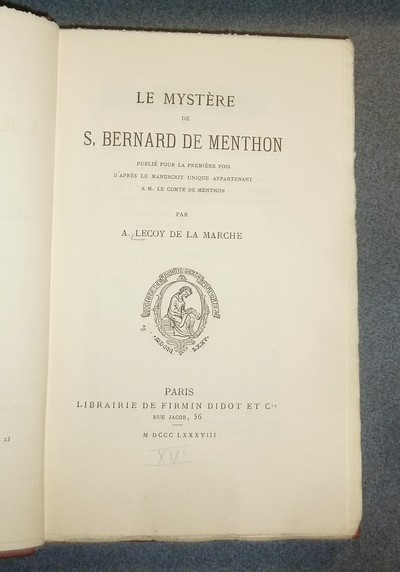 LE MYSTÈRE
DE
S. BERNARD DE MENTHON
PUBLIÉ POUR LA PREMIÈRE FOIS
D'APRÈS LE MANUSCRIT UNIQUE APPARTENANT
A M. LE COMTE DE MENTHON
PAR
A. LECOY DE LA MARCHE
PARIS
LIBRAIRIE DE FIRMIN DIDOT ET Cie
RUE JACOB, 56
M DCCC LXXXVIII
XV